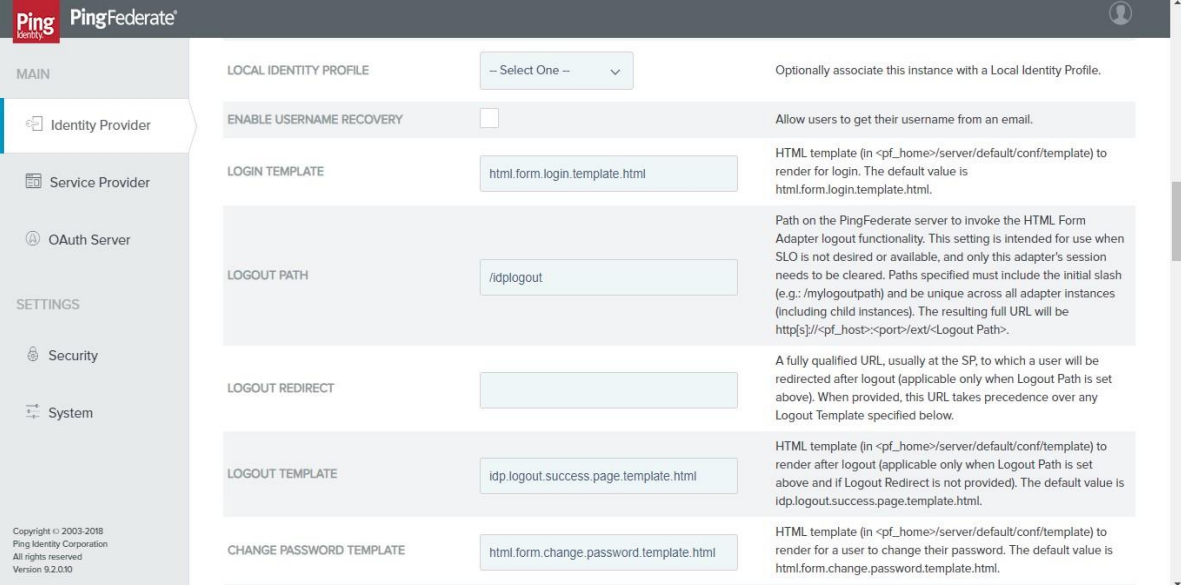 Ping
Identity.
PingFederate®
MAIN
Identity Provider
Service Provider
OAuth Server
SETTINGS
Security
System
Copyright © 2003-2018
Ping Identity Corporation
All rights reserved
Version 9.2.0.10
LOCAL IDENTITY PROFILE
-- Select One --
Optionally associate this instance with a Local Identity Profile.
ENABLE USERNAME RECOVERY
Allow users to get their username from an email.
LOGIN TEMPLATE
html.form.login.template.html
HTML template (in <pf_home>/server/default/conf/template) to
render for login. The default value is
html.form.login.template.html.
LOGOUT PATH
/idplogout
Path on the PingFederate server to invoke the HTML Form
Adapter logout functionality. This setting is intended for use when
SLO is not desired or available, and only this adapter's session
needs to be cleared. Paths specified must include the initial slash
(e.g.: /mylogoutpath) and be unique across all adapter instances
(including child instances). The resulting full URL will be
http[s]://<pf_host>:<port>/ext/<Logout Path>.
LOGOUT REDIRECT
A fully qualified URL, usually at the SP, to which a user will be
redirected after logout (applicable only when Logout Path is set
above). When provided, this URL takes precedence over any
Logout Template specified below.
LOGOUT TEMPLATE
idp.logout.success.page.template.html
HTML template (in <pf_home>/server/default/conf/template) to
render after logout (applicable only when Logout Path is set
above and if Logout Redirect is not provided). The default value is
idp.logout.success.page.template.html.
CHANGE PASSWORD TEMPLATE
html.form.change.password.template.html
HTML template (in <pf_home>/server/default/conf/template) to
render for a user to change their password. The default value is
html.form.change.password.template.html.